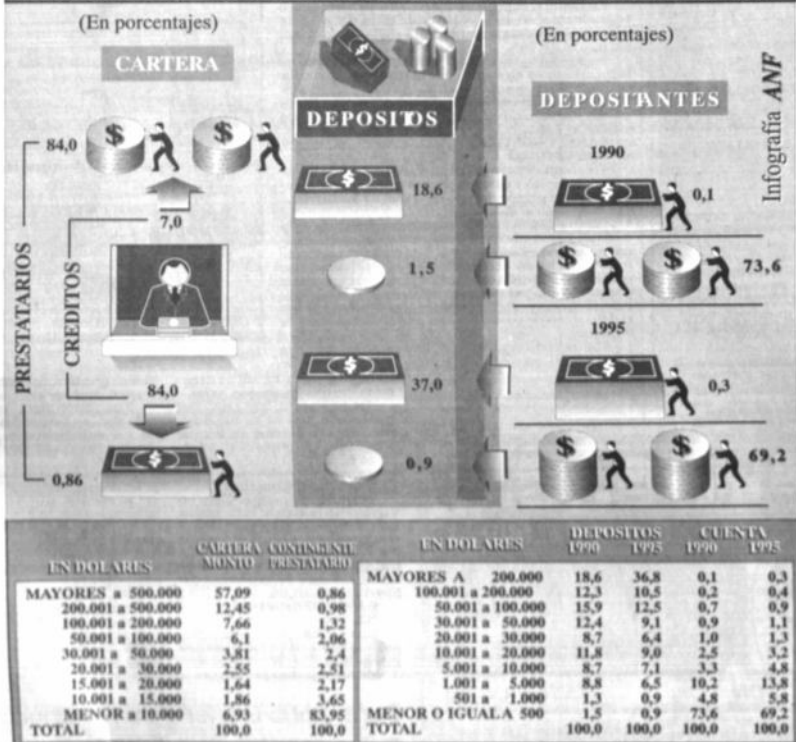 (En porcentajes)
CARTERA
84,0
7,0
PRESTATARIOS
CREDITOS
84,0
0,86
DEPOSITOS
18,6
1,5
37,0
0,9
(En porcentajes)
DEPOSITANTES
Infografía ANF
1990
0,1
73,6
1995
0,3
69,2
EN DOLARES CARTERA MONTO CONTINGENTE PRESTATARIO
MAYORES a 500.000 57,09 0,86
200.001 a 500.000 12,45 0,98
100.001 a 200.000 7,66 1,32
50.001 a 100.000 6,1 2,06
30.001 a 50.000 3,81 2,4
20.001 a 30.000 2,55 2,51
15.001 a 20.000 1,64 2,17
10.001 a 15.000 1,86 3,65
MENOR a 10.000 6,93 83,95
TOTAL 100,0 100,0
EN DOLARES DEPOSITOS CUENTA
1990 1995 1990 1995
MAYORES A 200.000 18,6 36,8 0,1 0,3
100.001 a 200.000 12,3 10,5 0,2 0,4
50.001 a 100.000 15,9 12,5 0,7 0,9
30.001 a 50.000 12,4 9,1 0,9 1,1
20.001 a 30.000 8,7 6,4 1,0 1,3
10.001 a 20.000 11,8 9,0 2,5 3,2
5.001 a 10.000 8,7 7,1 3,3 4,8
1.001 a 5.000 8,8 6,5 10,2 13,8
501 a 1.000 1,3 0,9 4,8 5,8
MENOR O IGUAL A 500 1,5 0,9 73,6 69,2
TOTAL 100,0 100,0 100,0 100,0